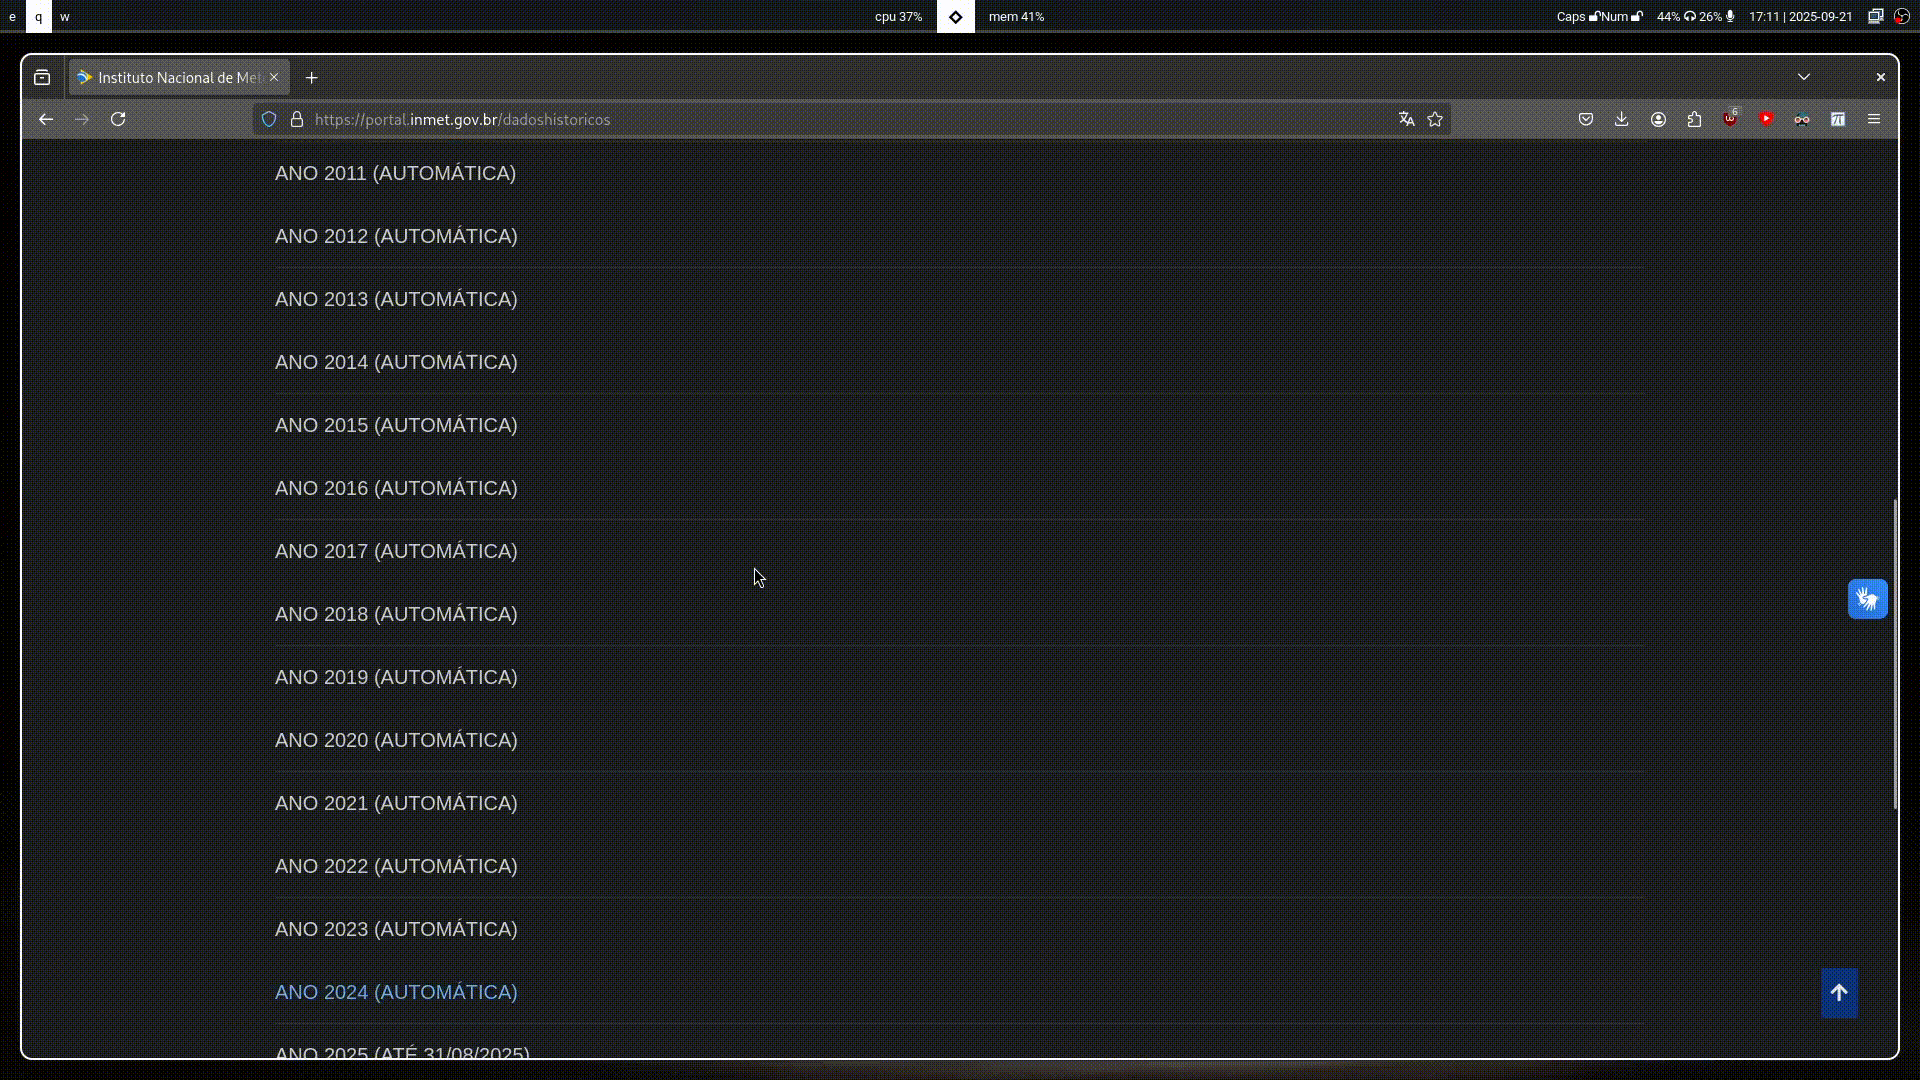 e q w cpu 37% mem 41% Caps Num 44% 26% 17:11 | 2025-09-21
Instituto Nacional de Met
https://portal.inmet.gov.br/dadoshistoricos 6
ANO 2011 (AUTOMÁTICA)
ANO 2012 (AUTOMÁTICA)
ANO 2013 (AUTOMÁTICA)
ANO 2014 (AUTOMÁTICA)
ANO 2015 (AUTOMÁTICA)
ANO 2016 (AUTOMÁTICA)
ANO 2017 (AUTOMÁTICA)
ANO 2018 (AUTOMÁTICA)
ANO 2019 (AUTOMÁTICA)
ANO 2020 (AUTOMÁTICA)
ANO 2021 (AUTOMÁTICA)
ANO 2022 (AUTOMÁTICA)
ANO 2023 (AUTOMÁTICA)
ANO 2024 (AUTOMÁTICA)
ANO 2025 (ATÉ 31/08/2025)